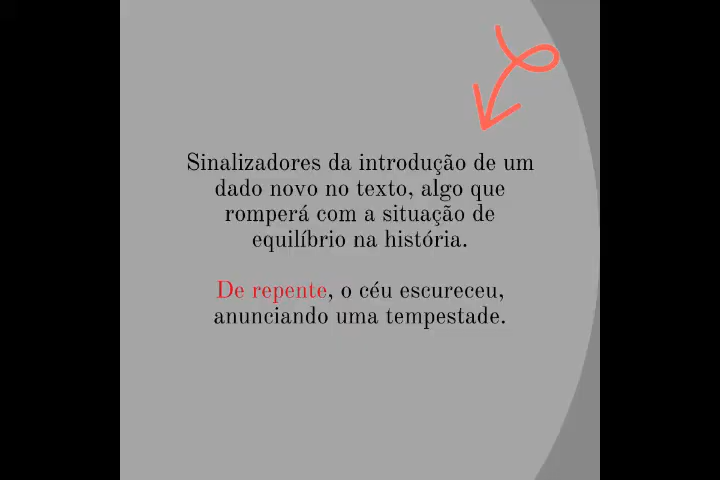 Sinalizadores da introdução de um
dado novo no texto, algo que
romperá com a situação de
equilíbrio na história.
De repente, o céu escureceu,
anunciando uma tempestade.